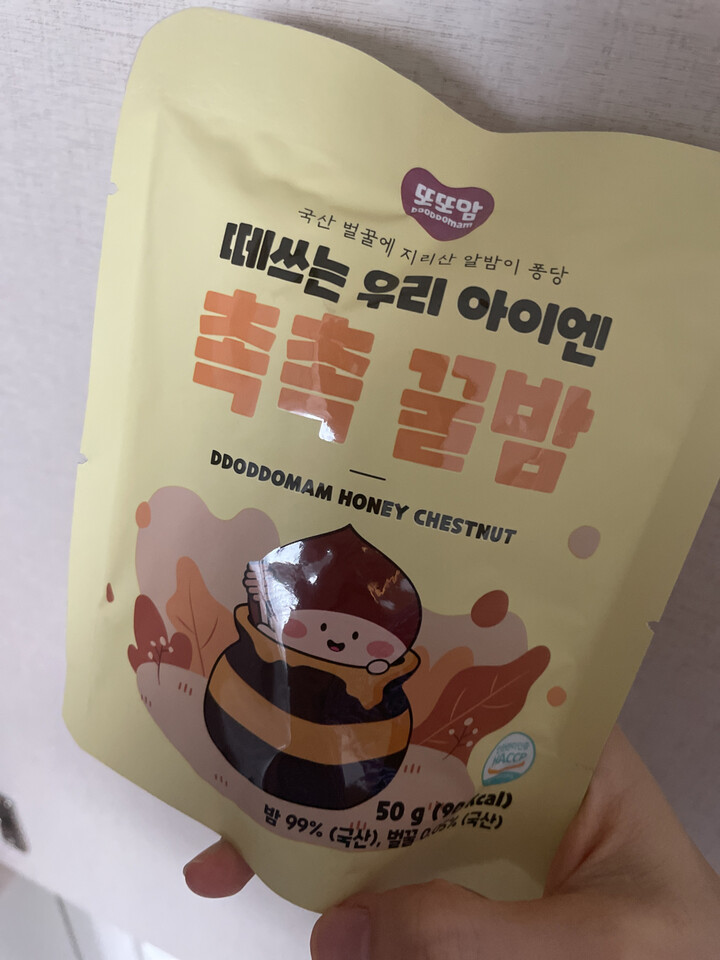 또또맘
DDODDOMAM
국산 벌꿀에 지리산 알밤이 퐁당
떼쓰는 우리 아이엔
촉촉 꿀밤
DDODDOMAM HONEY CHESTNUT
HACCP
50 g
밤 99% (국산), 벌꿀 (국산)